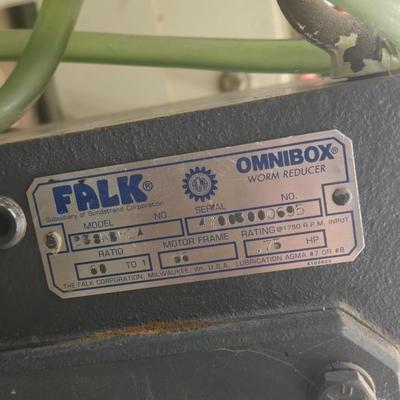 FALK®
Subsidiary of Sundstrand Corporation
OMNIBOX®
WORM REDUCER
MODEL NO. SERIAL
RATIO MOTOR FRAME RATING @1750 R.P.M. INPUT
TO 1 .75 HP
THE FALK CORPORATION, MILWAUKEE, WI. U.S.A. LUBRICATION AGMA #7 OR #8